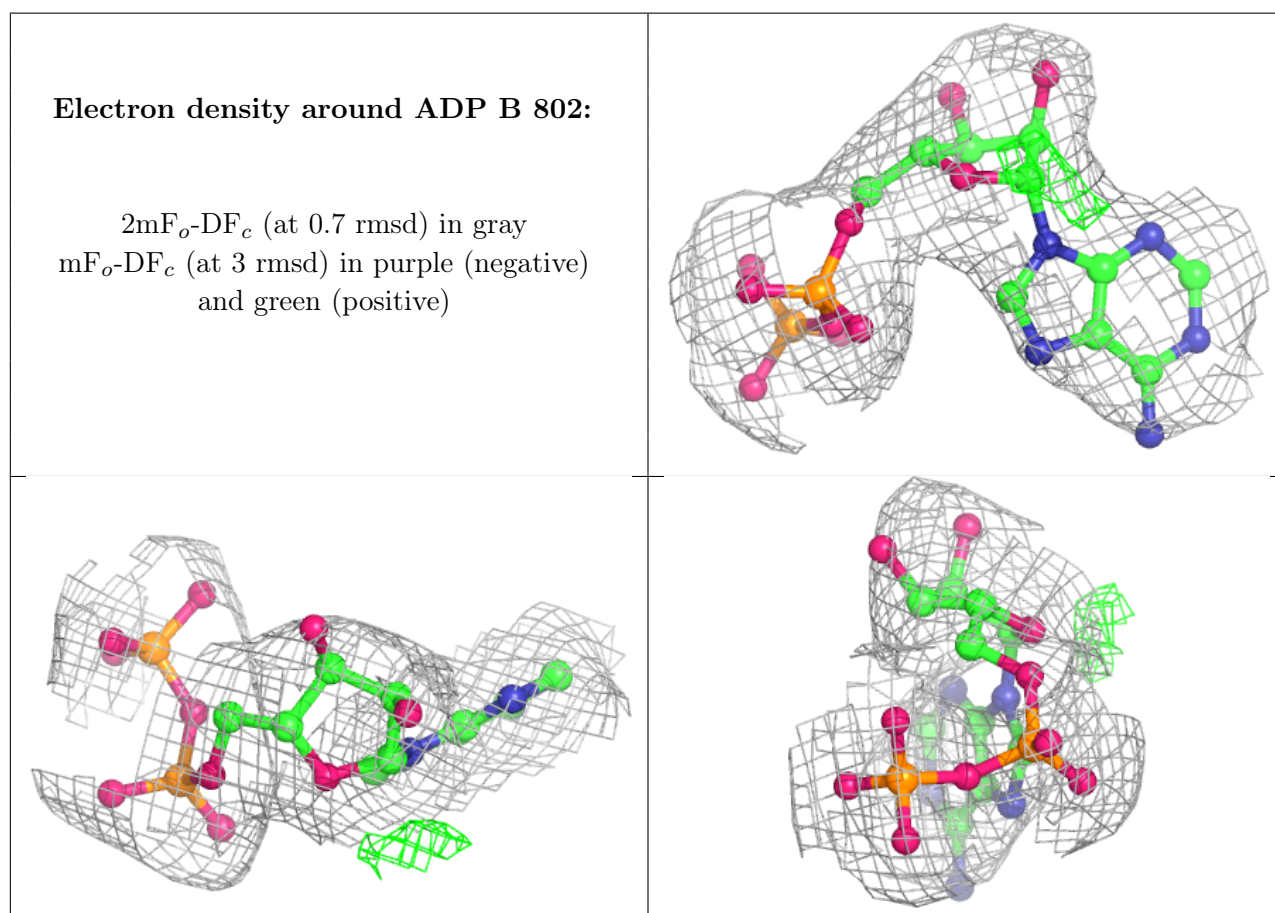 Electron density around ADP B 802:
2mFo-DFc (at 0.7 rmsd) in gray
mFo-DFc (at 3 rmsd) in purple (negative)
and green (positive)